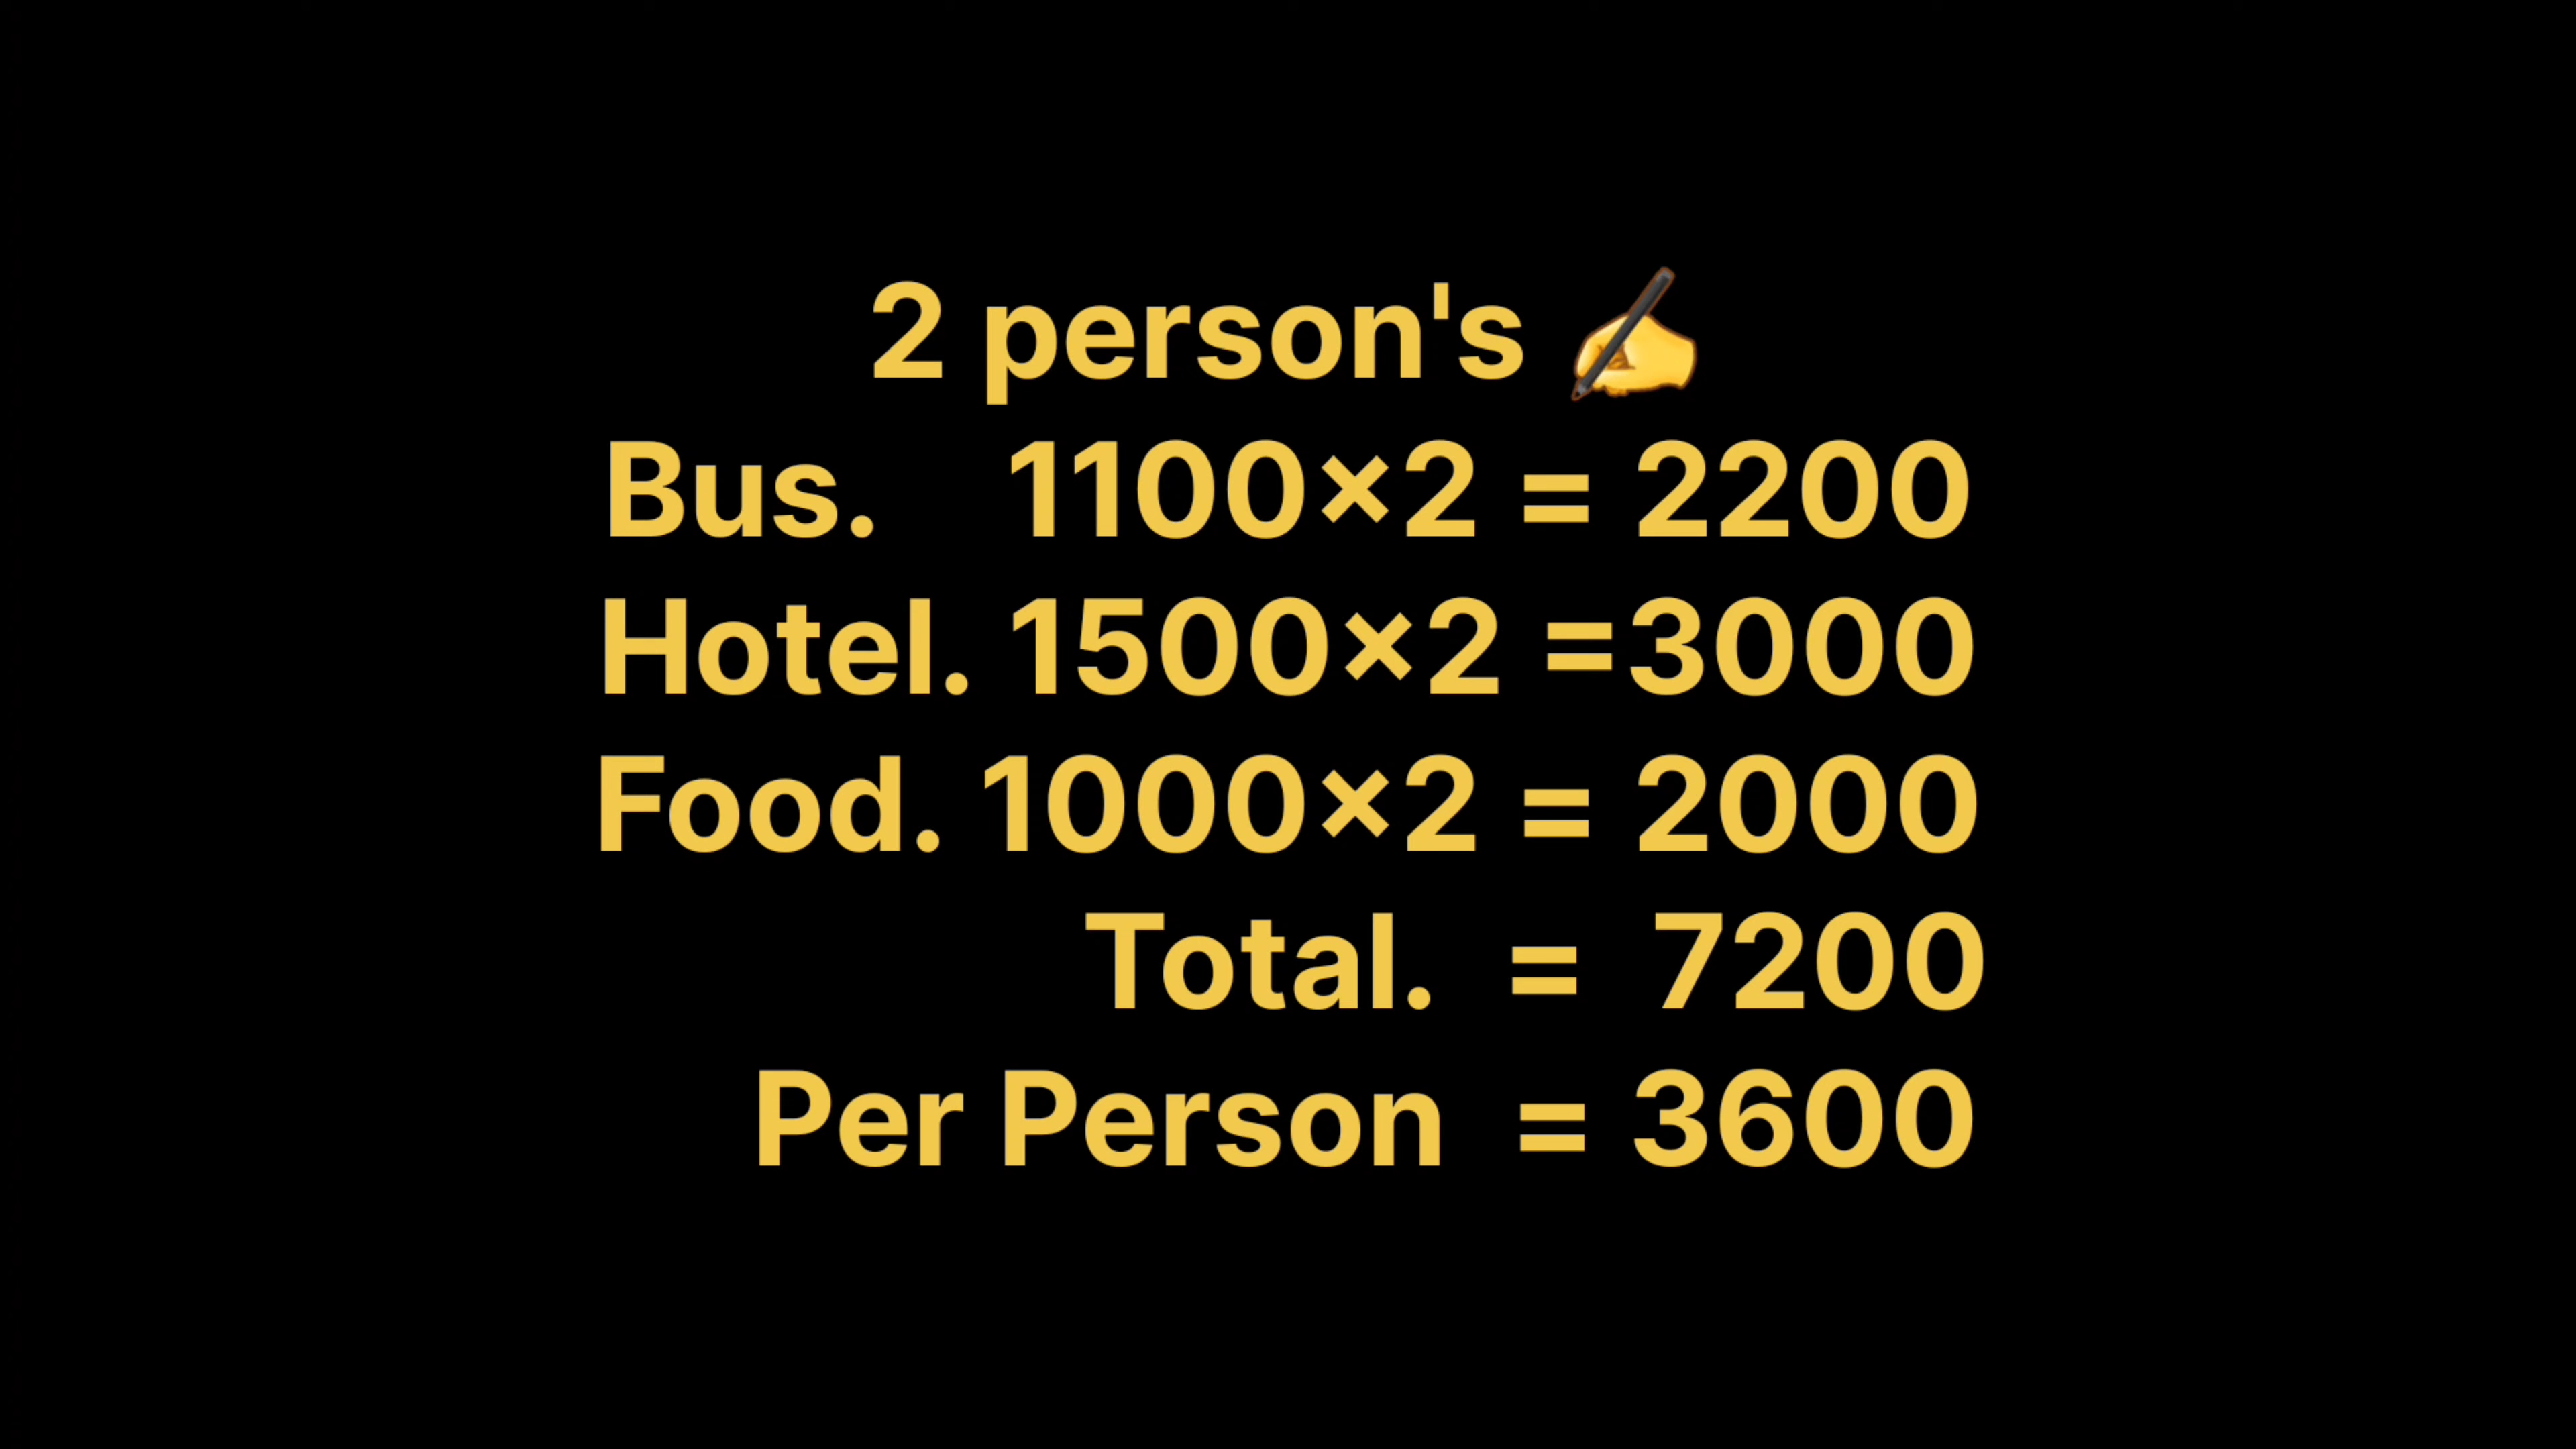 2 person's ✍
Bus. 1100×2 = 2200
Hotel. 1500×2 =3000
Food. 1000×2 = 2000
Total. = 7200
Per Person = 3600